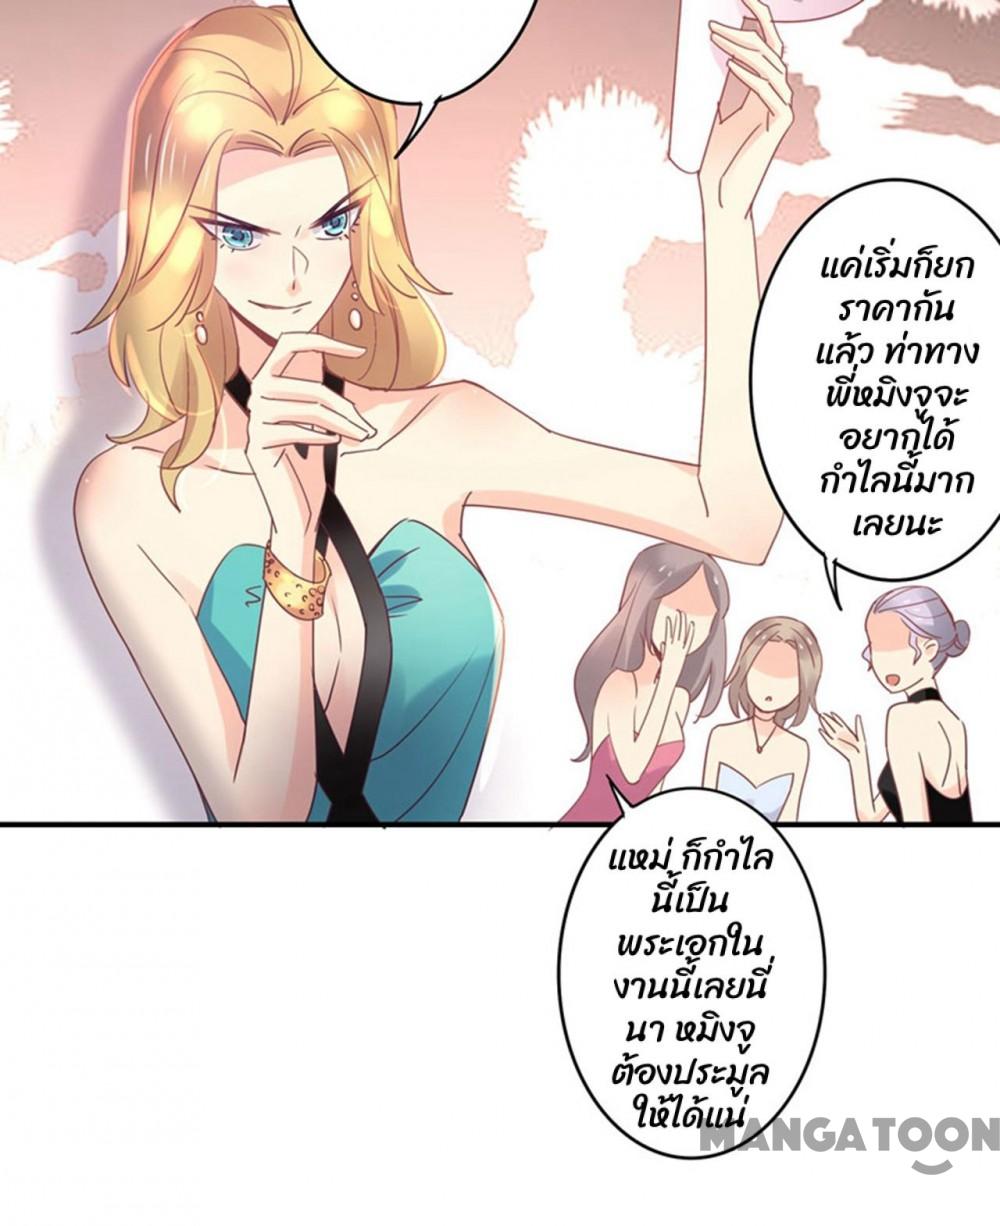 แค่เริ่มก็ยก
ราคากัน
แล้ว ท่าทาง
พี่หมิงจูจะ
อยากได้
กำไลนี้มาก
เลยนะ
แหม่ ก็กำไล
นี้เป็น
พระเอกใน
งานนี้เลยนี่
นา หมิงจู
ต้องประมูล
ให้ได้แน่
MANGATOON